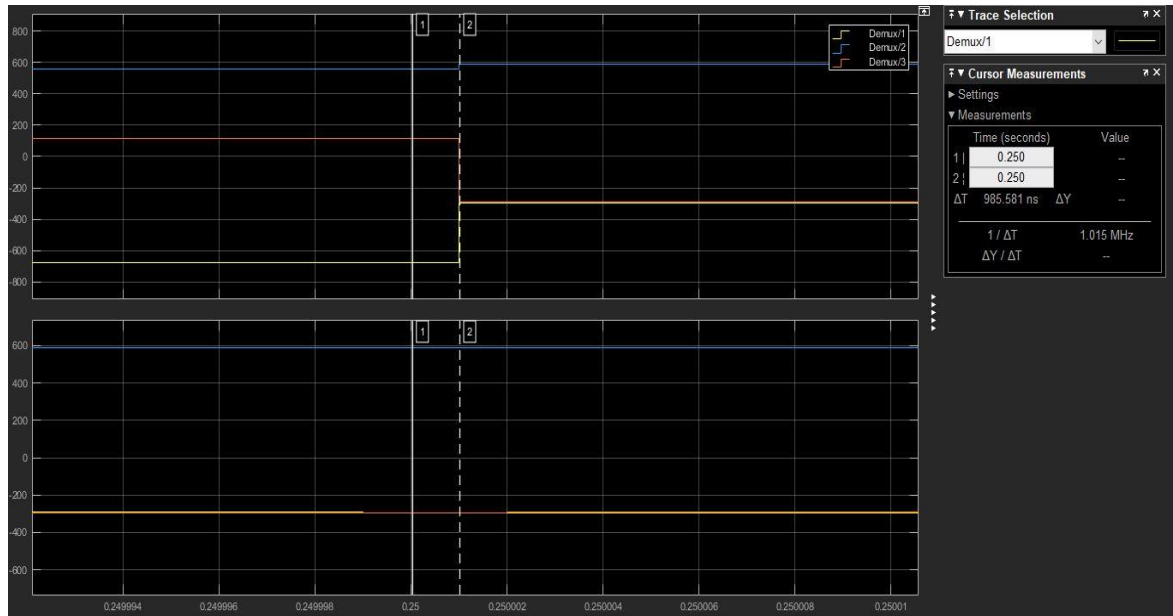 800
600
400
200
0
-200
-400
-600
-800
1
2
Demux/1
Demux/2
Demux/3
600
400
200
0
-200
-400
-600
1
2
0.249994 0.249996 0.249998 0.25 0.250002 0.250004 0.250006 0.250008 0.25001
Trace Selection
Demux/1
Cursor Measurements
Settings
Measurements
Time (seconds) Value
1 | 0.250 --
2 ¦ 0.250 --
ΔT 985.581 ns ΔY --
1 / ΔT 1.015 MHz
ΔY / ΔT --